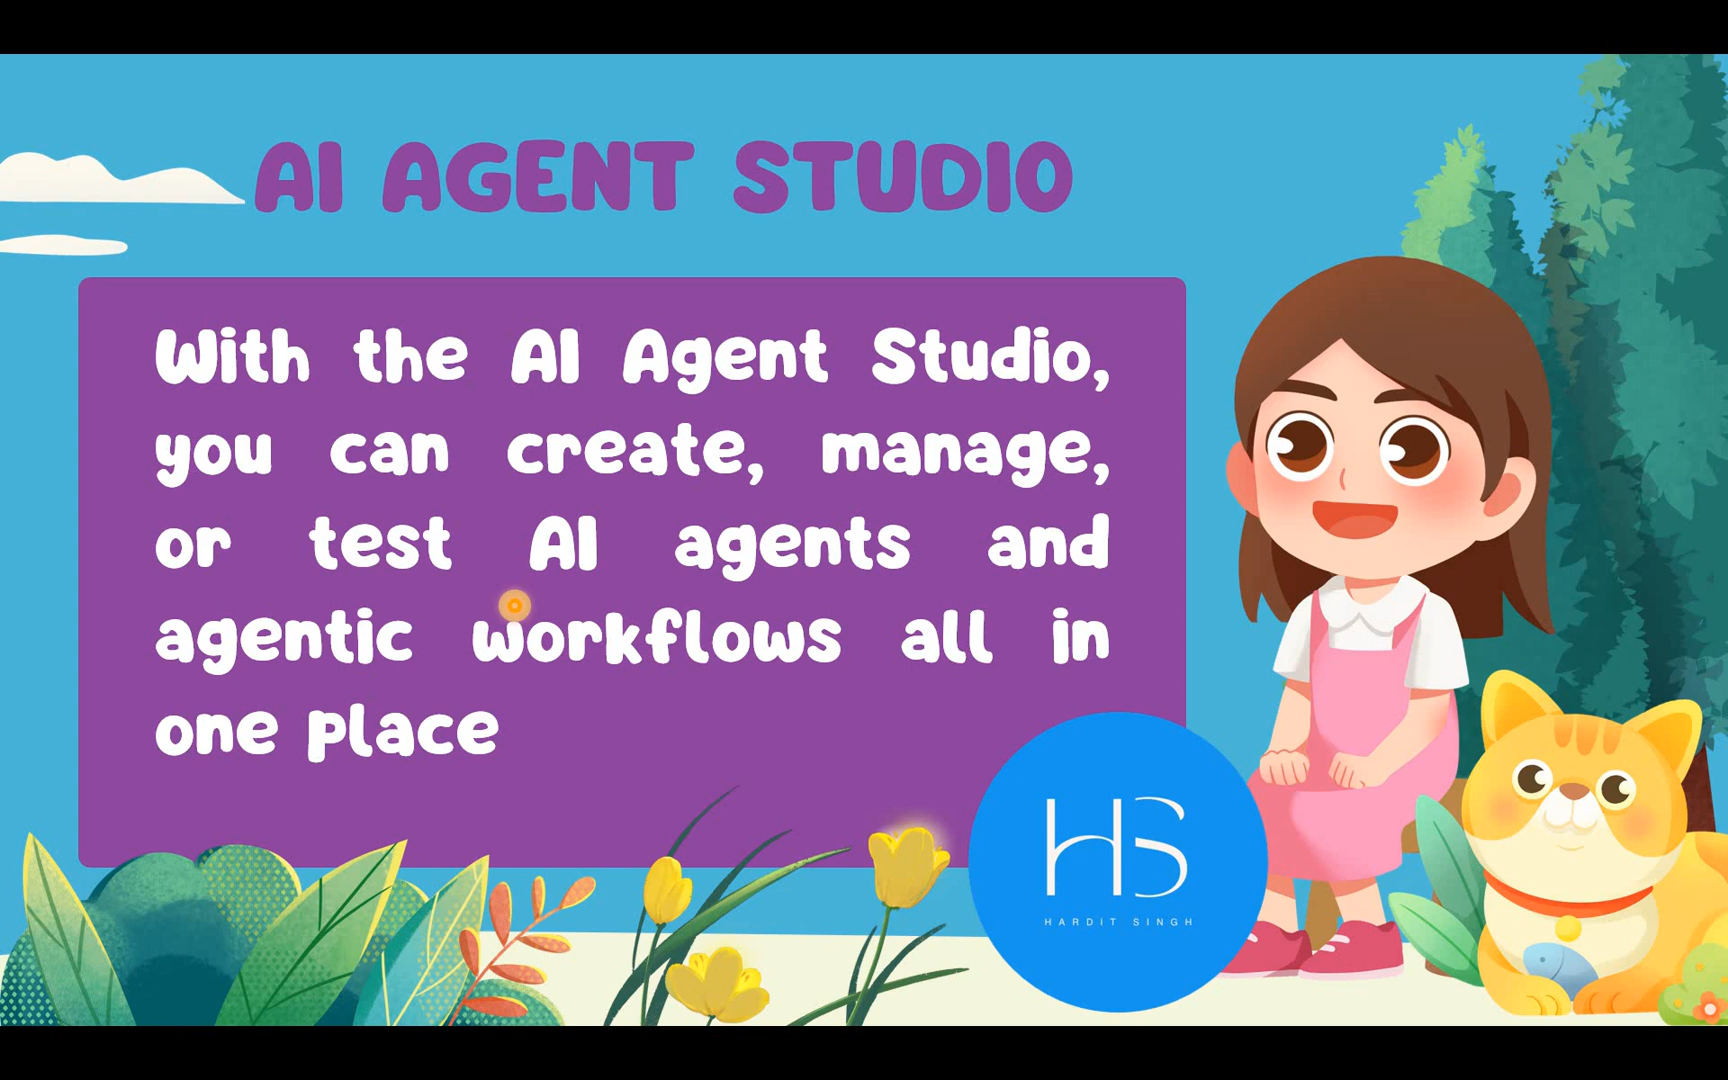 AI AGENT STUDIO
With the AI Agent Studio,
you can create, manage,
or test AI agents and
agentic workflows all in
one place
HS
HARDIT SINGH